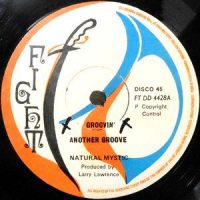 FIGHT
DISCO 45
FT DD 4428A
P Copyright
Control
GROOVIN'
ANOTHER GROOVE
NATURAL MYSTIC
Produced by
Larry Lawrence